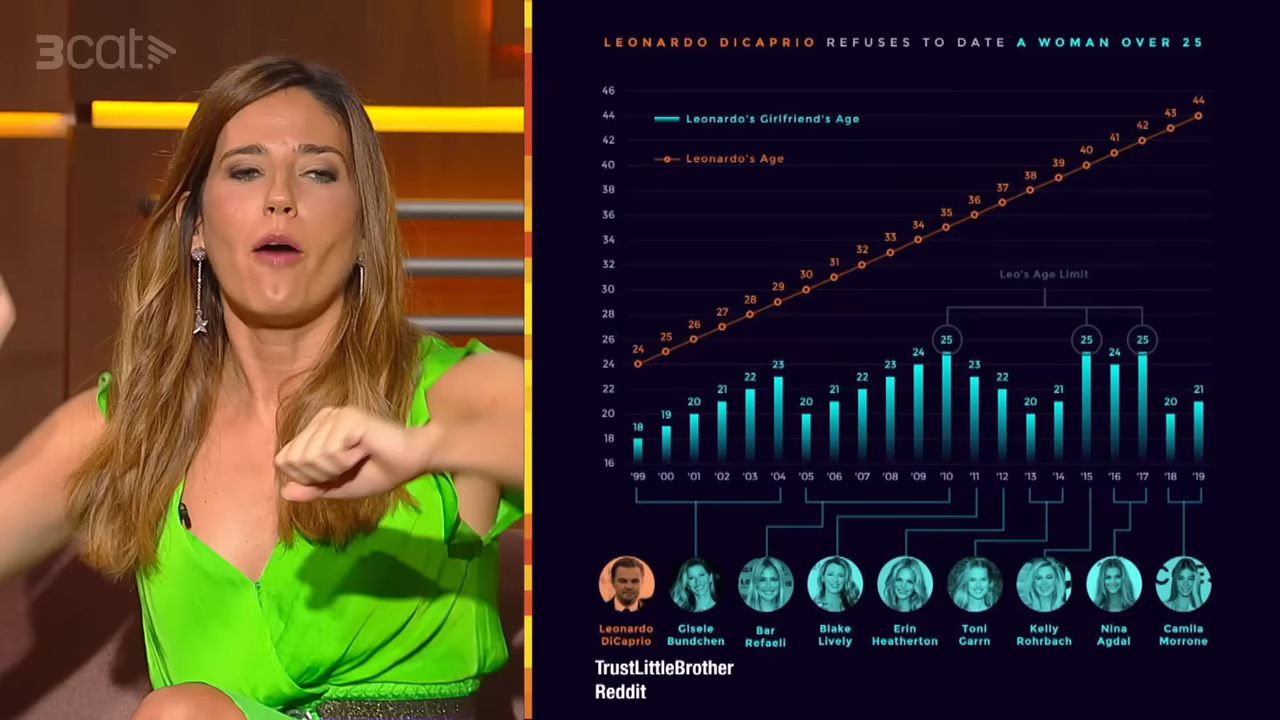 3cat
LEONARDO DICAPRIO REFUSES TO DATE A WOMAN OVER 25
46
44
42
40
38
36
34
32
30
28
26
24
22
20
18
16
Leonardo's Girlfriend's Age
Leonardo's Age
24 25 26 27 28 29 30 31 32 33 34 35 36 37 38 39 40 41 42 43 44
Leo's Age Limit
18 19 20 21 22 23 20 21 22 23 24 25 23 22 20 21 25 24 25 20 21
'99 '00 '01 '02 '03 '04 '05 '06 '07 '08 '09 '10 '11 '12 '13 '14 '15 '16 '17 '18 '19
Leonardo DiCaprio
Gisele Bundchen
Bar Refaeli
Blake Lively
Erin Heatherton
Toni Garrn
Kelly Rohrbach
Nina Agdal
Camila Morrone
TrustLittleBrother
Reddit